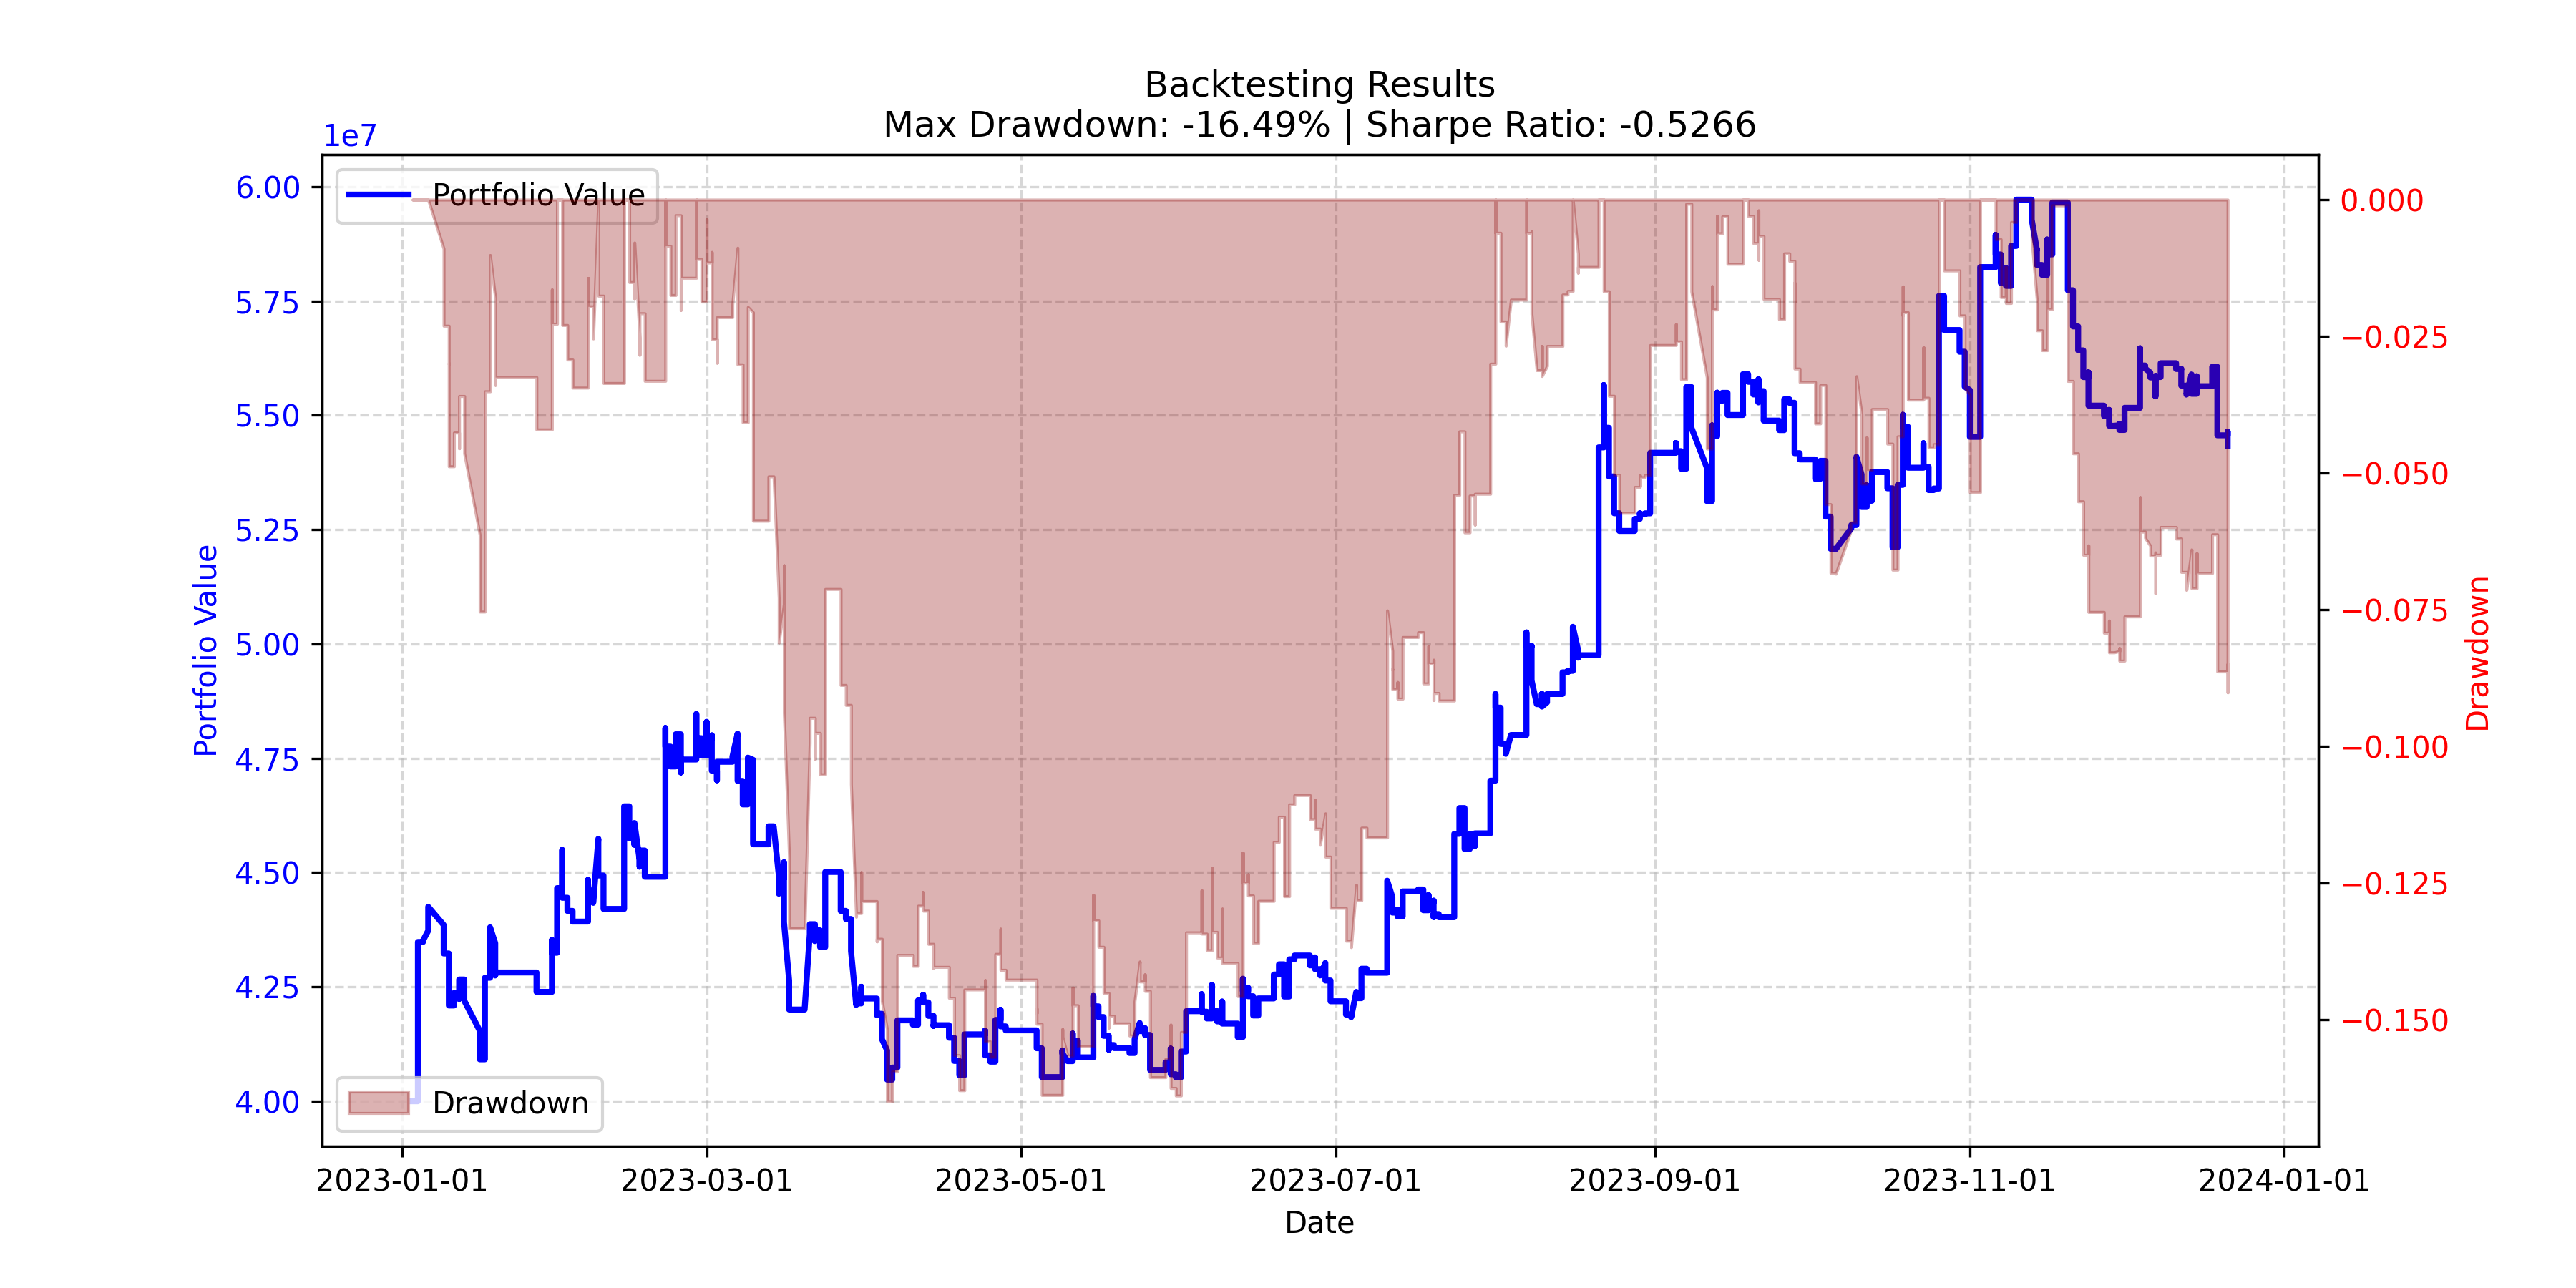 Backtesting Results
Max Drawdown: -16.49% | Sharpe Ratio: -0.5266
1e7
Portfolio Value
6.00
5.75
5.50
5.25
5.00
4.75
4.50
4.25
4.00
Portfolio Value
0.000
−0.025
−0.050
−0.075
−0.100
−0.125
−0.150
Drawdown
Drawdown
2023-01-01
2023-03-01
2023-05-01
2023-07-01
2023-09-01
2023-11-01
2024-01-01
Date